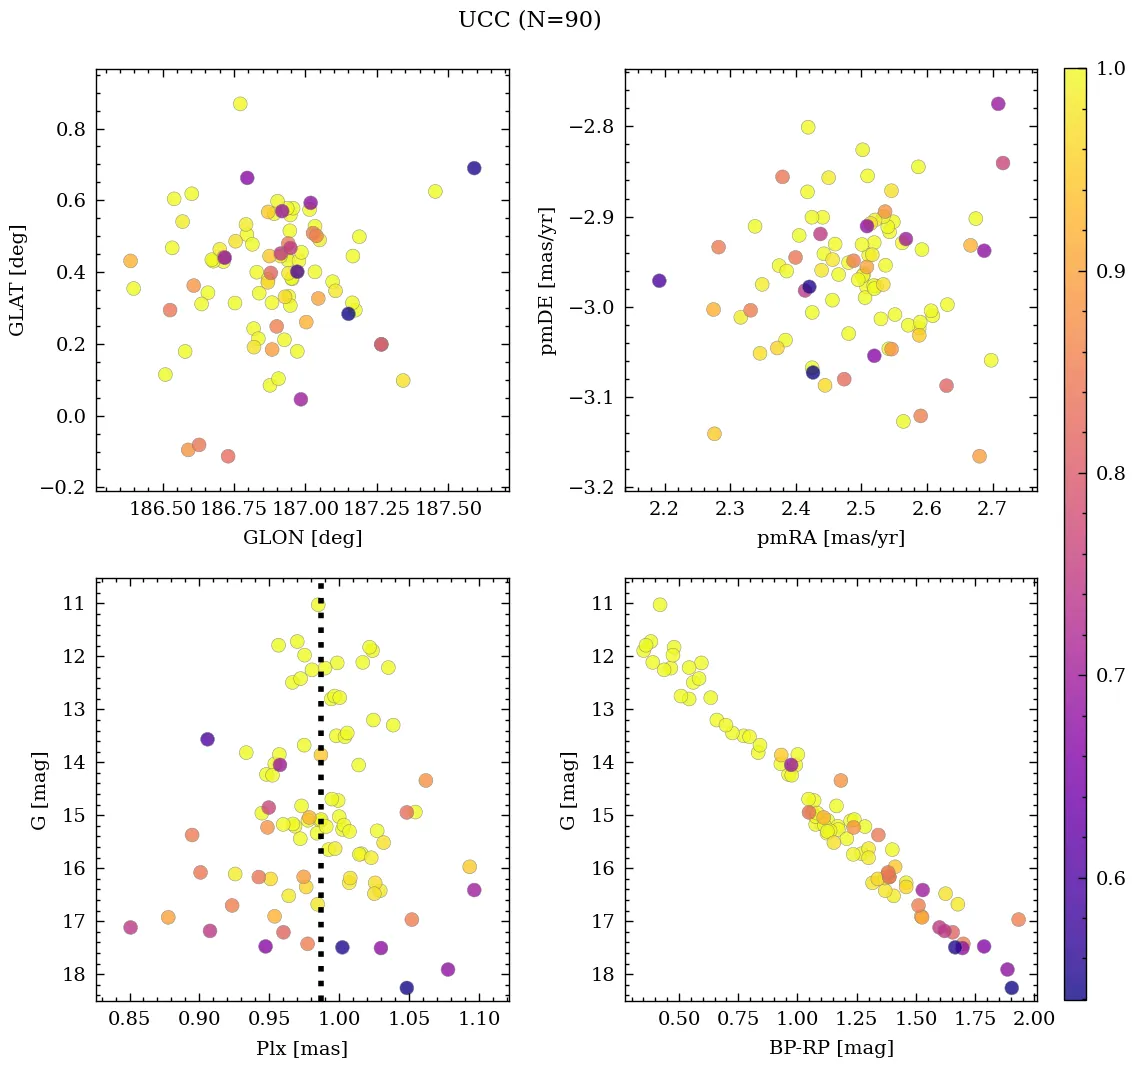 UCC (N=90)
0.8
0.6
0.4
0.2
0.0
−0.2
GLAT [deg]
186.50 186.75 187.00 187.25 187.50
GLON [deg]
−2.8
−2.9
−3.0
−3.1
−3.2
pmDE [mas/yr]
2.2 2.3 2.4 2.5 2.6 2.7
pmRA [mas/yr]
11
12
13
14
15
16
17
18
G [mag]
0.85 0.90 0.95 1.00 1.05 1.10
Plx [mas]
11
12
13
14
15
16
17
18
G [mag]
0.50 0.75 1.00 1.25 1.50 1.75 2.00
BP-RP [mag]
1.0
0.9
0.8
0.7
0.6